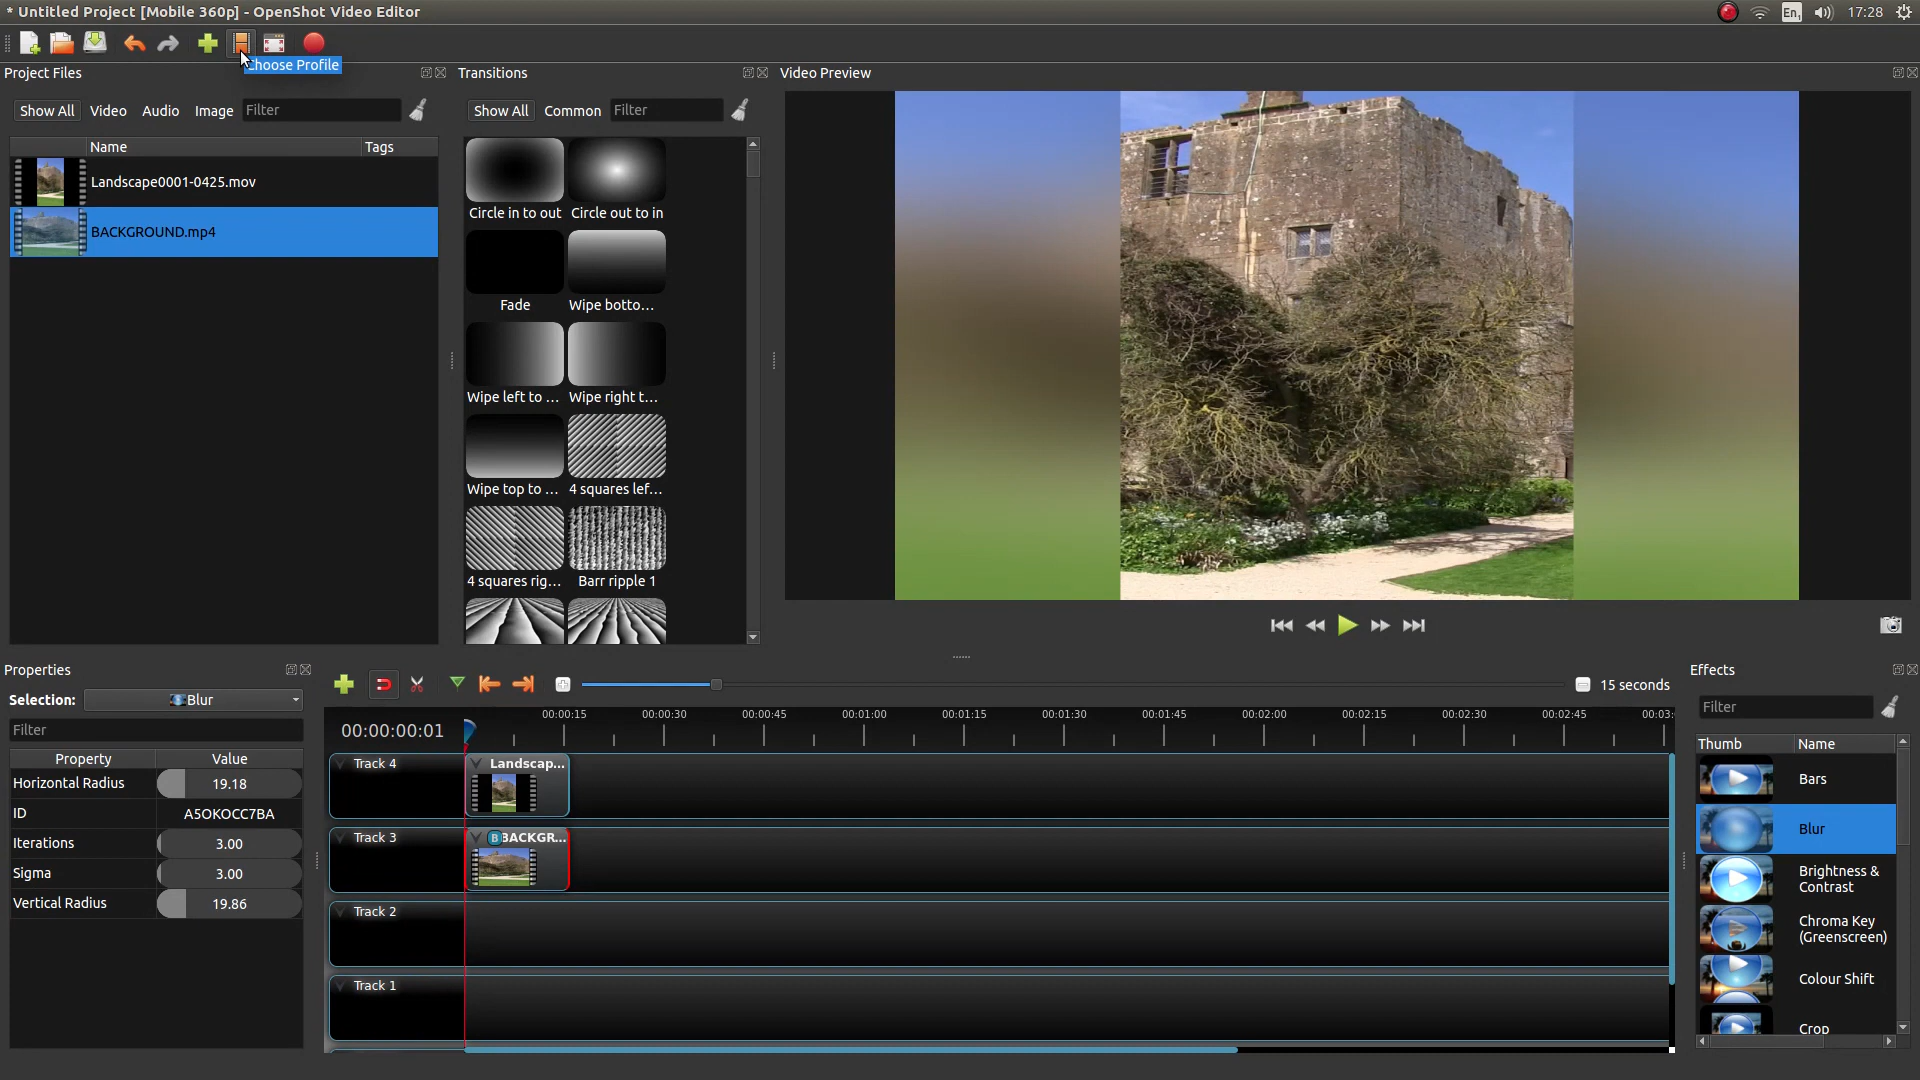 * Untitled Project [Mobile 360p] - OpenShot Video Editor
En1
17:28
Choose Profile
Project Files
Transitions
Video Preview
Show All
Video
Audio
Image
Filter
Show All
Common
Filter
Name
Tags
Landscape0001-0425.mov
BACKGROUND.mp4
Circle in to out
Circle out to in
Fade
Wipe botto...
Wipe left to ...
Wipe right t...
Wipe top to ...
4 squares lef...
4 squares rig...
Barr ripple 1
Properties
Selection:
Blur
Filter
Property
Value
Horizontal Radius
19.18
ID
A5OKOCC7BA
Iterations
3.00
Sigma
3.00
Vertical Radius
19.86
15 seconds
00:00:00:01
00:00:15
00:00:30
00:00:45
00:01:00
00:01:15
00:01:30
00:01:45
00:02:00
00:02:15
00:02:30
00:02:45
00:03:
Track 4
Landscap...
Track 3
B
BACKGR...
Track 2
Track 1
Effects
Filter
Thumb
Name
Bars
Blur
Brightness &
Contrast
Chroma Key
(Greenscreen)
Colour Shift
Crop